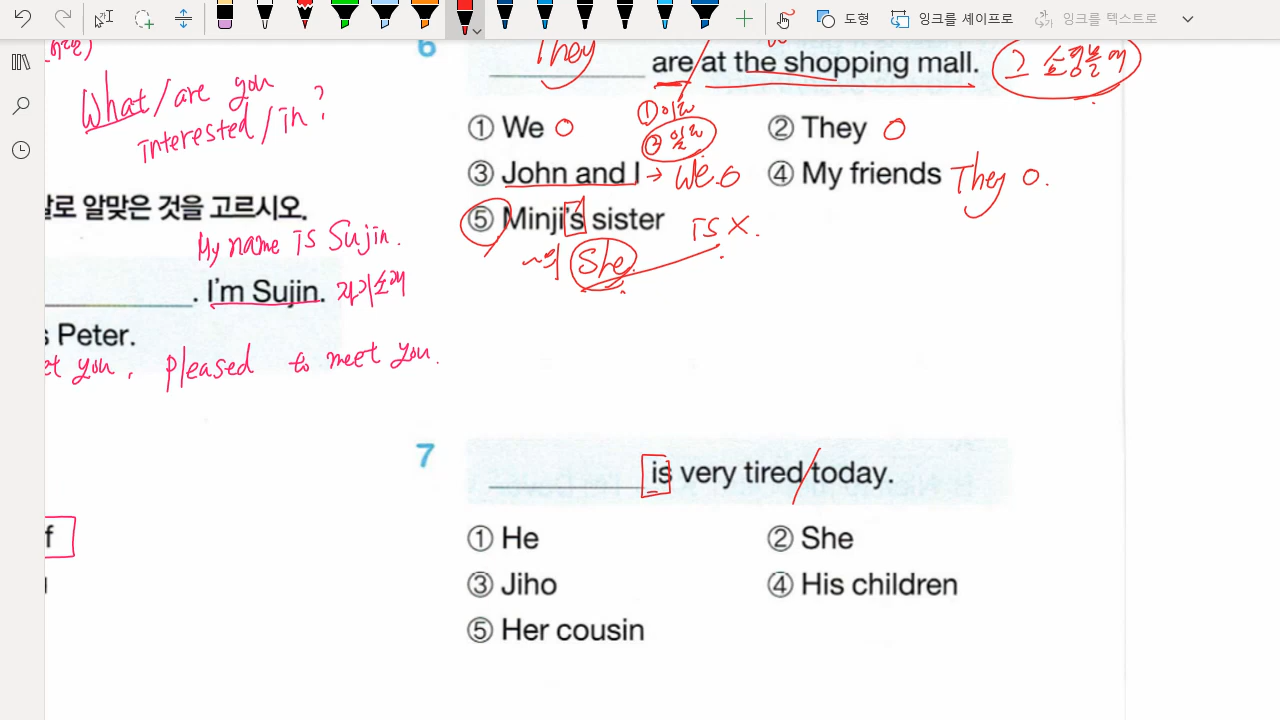 도형 잉크를 셰이프로 잉크를 텍스트로
What / are you
interested / in?
말로 알맞은 것을 고르시오.
My name is Sujin.
. I'm Sujin. 자기소개
s Peter.
et you. pleased to meet you.
f
6
They
are at the shopping mall. 그 쇼핑몰에
① 이다
② 있다
① We O ② They O
③ John and I → We O ④ My friends They O.
⑤ Minji's sister is X.
~의 She
7
is very tired / today.
① He ② She
③ Jiho ④ His children
⑤ Her cousin